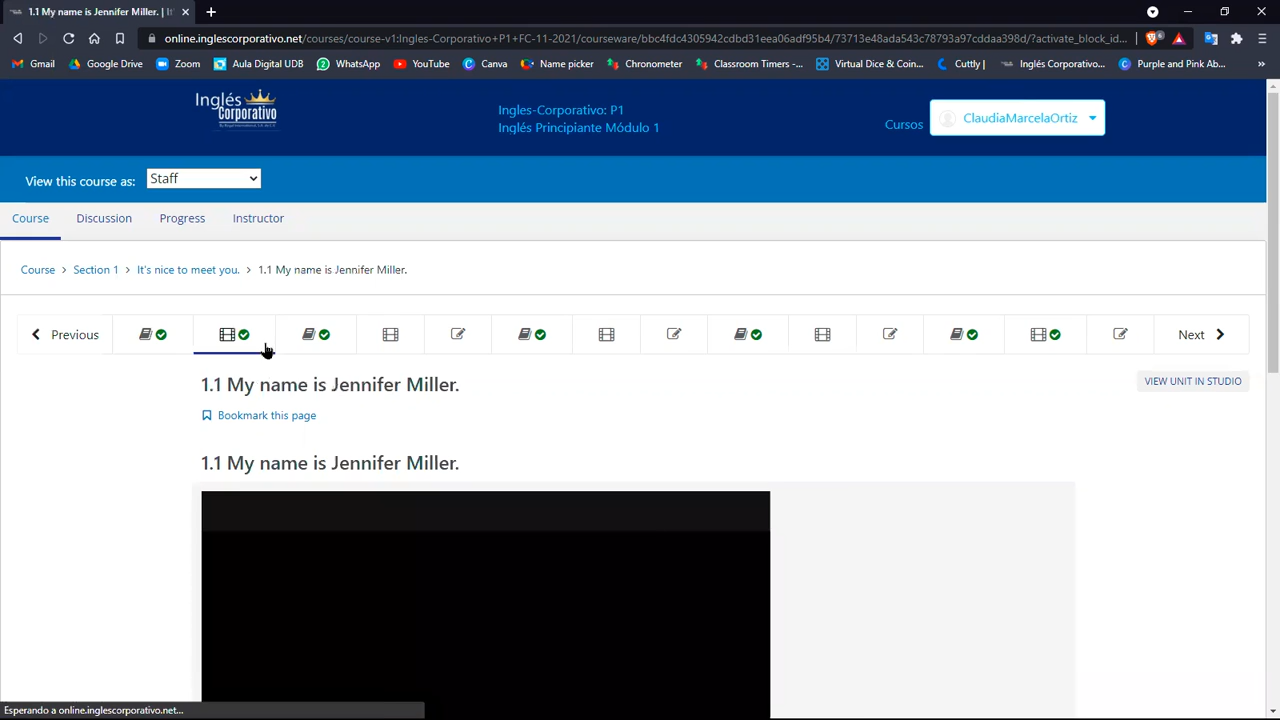 1.1 My name is Jennifer Miller. | It'
online.inglescorporativo.net/courses/course-v1:Ingles-Corporativo+P1+FC-11-2021/courseware/bbc4fdc4305942cdbd31eea06adf95b4/73713e48ada543c78793a97cddaa398d/?activate_block_id...
Gmail
Google Drive
Zoom
Aula Digital UDB
WhatsApp
YouTube
Canva
Name picker
Chronometer
Classroom Timers -...
Virtual Dice & Coin...
Cuttly |
Inglés Corporativo...
Purple and Pink Ab...
Inglés
Corporativo
Ingles-Corporativo: P1
Inglés Principiante Módulo 1
Cursos
ClaudiaMarcelaOrtiz
View this course as:
Staff
Course
Discussion
Progress
Instructor
Course > Section 1 > It's nice to meet you. > 1.1 My name is Jennifer Miller.
Previous
Next
1.1 My name is Jennifer Miller.
VIEW UNIT IN STUDIO
Bookmark this page
1.1 My name is Jennifer Miller.
Esperando a online.inglescorporativo.net...